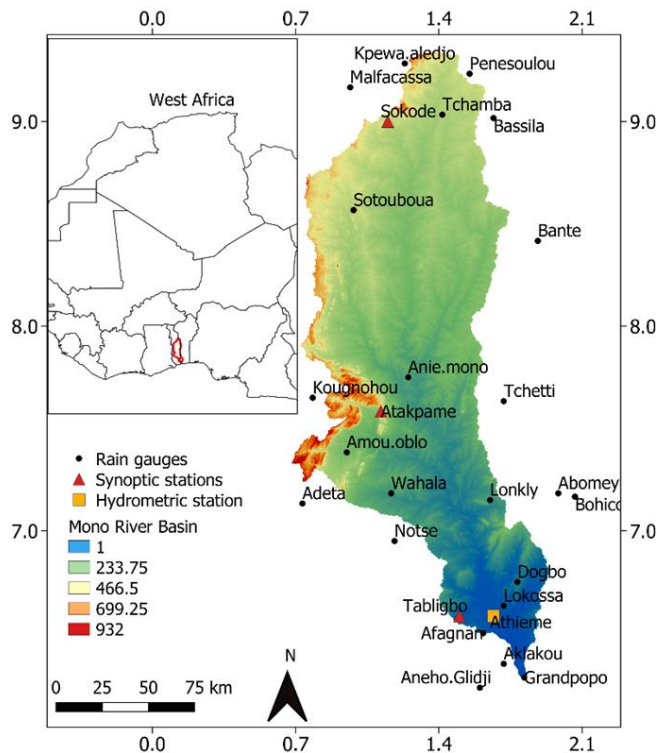 0.0 0.7 1.4 2.1
Kpewa.aledjo
Penesoulou
Malfacassa
West Africa
Tchamba
Sokode
9.0 9.0
Bassila
Sotouboua
Bante
8.0 8.0
Anie.mono
Kougnohou
Tchetti
Atakpame
Amou.oblo
Rain gauges
Synoptic stations
Hydrometric station
Adeta
Wahala
Lonkly
Abomey
Bohico
Mono River Basin
1
233.75
466.5
699.25
932
7.0 7.0
Notse
Dogbo
Lokossa
Tabligbo
Athieme
Afagnan
Aklakou
Aneho.Glidji
Grandpopo
N
0 25 50 75 km
0.0 0.7 1.4 2.1